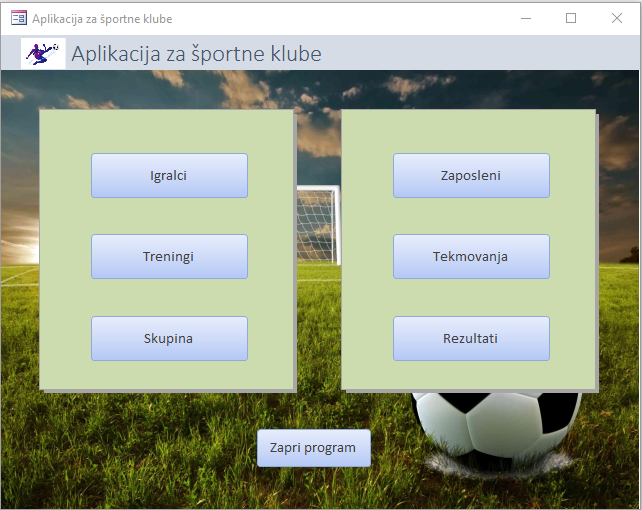 Aplikacija za športne klube
Aplikacija za športne klube
Igralci
Treningi
Skupina
Zaposleni
Tekmovanja
Rezultati
Zapri program